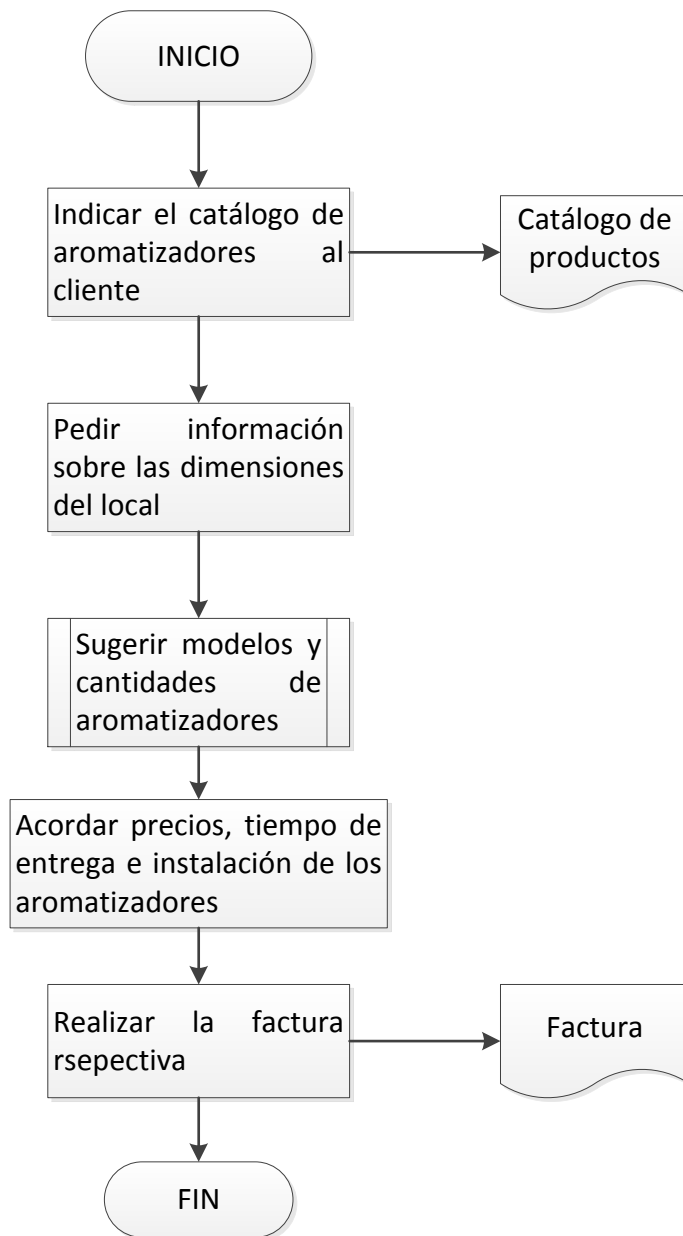 INICIO
Indicar el catálogo de
aromatizadores al
cliente
Catálogo de
productos
Pedir información
sobre las dimensiones
del local
Sugerir modelos y
cantidades de
aromatizadores
Acordar precios, tiempo de
entrega e instalación de los
aromatizadores
Realizar la factura
rsepectiva
Factura
FIN